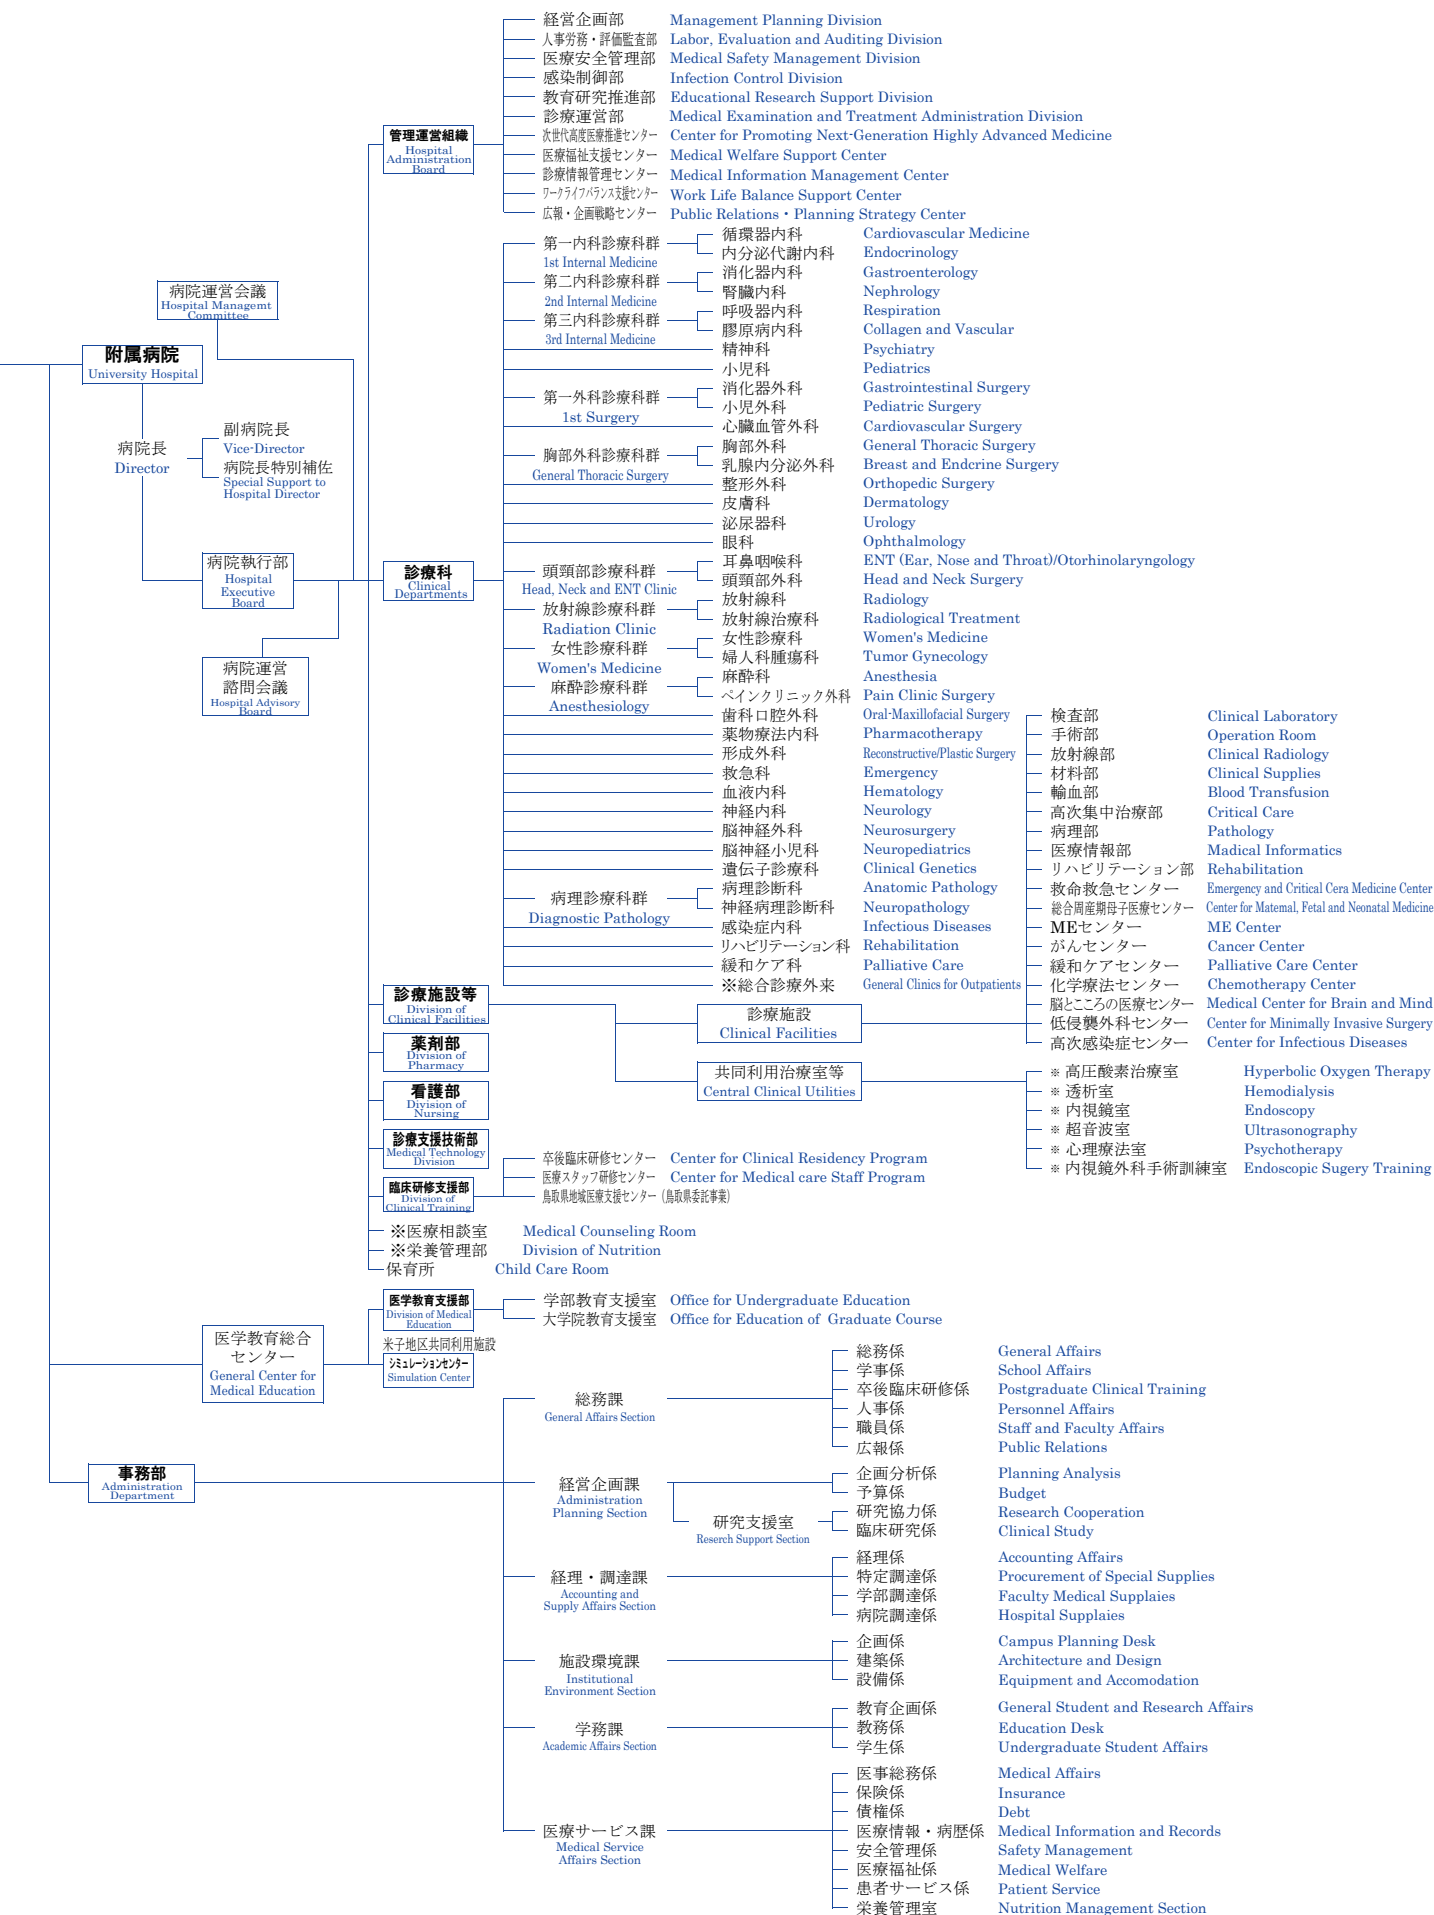 経営企画部 Management Planning Division
人事労務・評価監査部 Labor, Evaluation and Auditing Division
医療安全管理部 Medical Safety Management Division
感染制御部 Infection Control Division
教育研究推進部 Educational Research Support Division
診療運営部 Medical Examination and Treatment Administration Division
次世代高度医療推進センター Center for Promoting Next-Generation Highly Advanced Medicine
医療福祉支援センター Medical Welfare Support Center
診療情報管理センター Medical Information Management Center
ワークライフバランス支援センター Work Life Balance Support Center
広報・企画戦略センター Public Relations・Planning Strategy Center
管理運営組織
Hospital
Administration
Board
第一内科診療科群
1st Internal Medicine
循環器内科 Cardiovascular Medicine
内分泌代謝内科 Endocrinology
第二内科診療科群
2nd Internal Medicine
消化器内科 Gastroenterology
腎臓内科 Nephrology
第三内科診療科群
3rd Internal Medicine
呼吸器内科 Respiration
膠原病内科 Collagen and Vascular
精神科 Psychiatry
小児科 Pediatrics
第一外科診療科群
1st Surgery
消化器外科 Gastrointestinal Surgery
小児外科 Pediatric Surgery
心臓血管外科 Cardiovascular Surgery
胸部外科診療科群
General Thoracic Surgery
胸部外科 General Thoracic Surgery
乳腺内分泌外科 Breast and Endcrine Surgery
整形外科 Orthopedic Surgery
皮膚科 Dermatology
泌尿器科 Urology
眼科 Ophthalmology
頭頸部診療科群
Head, Neck and ENT Clinic
耳鼻咽喉科 ENT (Ear, Nose and Throat)/Otorhinolaryngology
頭頸部外科 Head and Neck Surgery
放射線診療科群
Radiation Clinic
放射線科 Radiology
放射線治療科 Radiological Treatment
女性診療科群
Women's Medicine
女性診療科 Women's Medicine
婦人科腫瘍科 Tumor Gynecology
麻酔診療科群
Anesthesiology
麻酔科 Anesthesia
ペインクリニック外科 Pain Clinic Surgery
歯科口腔外科 Oral-Maxillofacial Surgery
薬物療法内科 Pharmacotherapy
形成外科 Reconstructive/Plastic Surgery
救急科 Emergency
血液内科 Hematology
神経内科 Neurology
脳神経外科 Neurosurgery
脳神経小児科 Neuropediatrics
遺伝子診療科 Clinical Genetics
病理診療科群
Diagnostic Pathology
病理診断科 Anatomic Pathology
神経病理診断科 Neuropathology
感染症内科 Infectious Diseases
リハビリテーション科 Rehabilitation
緩和ケア科 Palliative Care
※総合診療外来 General Clinics for Outpatients
病院運営会議
Hospital Managemt
Committee
附属病院
University Hospital
病院長
Director
副病院長
Vice-Director
病院長特別補佐
Special Support to
Hospital Director
病院執行部
Hospital
Executive
Board
病院運営
諮問会議
Hospital Advisory
Board
診療科
Clinical
Departments
検査部 Clinical Laboratory
手術部 Operation Room
放射線部 Clinical Radiology
材料部 Clinical Supplies
輸血部 Blood Transfusion
高次集中治療部 Critical Care
病理部 Pathology
医療情報部 Madical Informatics
リハビリテーション部 Rehabilitation
救命救急センター Emergency and Critical Cera Medicine Center
総合周産期母子医療センター Center for Matemal, Fetal and Neonatal Medicine
MEセンター ME Center
がんセンター Cancer Center
緩和ケアセンター Palliative Care Center
化学療法センター Chemotherapy Center
脳とこころの医療センター Medical Center for Brain and Mind
低侵襲外科センター Center for Minimally Invasive Surgery
高次感染症センター Center for Infectious Diseases
診療施設等
Division of
Clinical Facilities
診療施設
Clinical Facilities
共同利用治療室等
Central Clinical Utilities
※ 高圧酸素治療室 Hyperbolic Oxygen Therapy
※ 透析室 Hemodialysis
※ 内視鏡室 Endoscopy
※ 超音波室 Ultrasonography
※ 心理療法室 Psychotherapy
※ 内視鏡外科手術訓練室 Endoscopic Sugery Training
薬剤部
Division of
Pharmacy
看護部
Division of
Nursing
診療支援技術部
Medical Technology
Division
臨床研修支援部
Division of
Clinical Training
卒後臨床研修センター Center for Clinical Residency Program
医療スタッフ研修センター Center for Medical care Staff Program
鳥取県地域医療支援センター（鳥取県委託事業）
※医療相談室 Medical Counseling Room
※栄養管理部 Division of Nutrition
保育所 Child Care Room
医学教育総合
センター
General Center for
Medical Education
医学教育支援部
Division of Medical
Education
学部教育支援室 Office for Undergraduate Education
大学院教育支援室 Office for Education of Graduate Course
米子地区共同利用施設
シミュレーションセンター
Simulation Center
事務部
Administration
Department
総務課
General Affairs Section
総務係 General Affairs
学事係 School Affairs
卒後臨床研修係 Postgraduate Clinical Training
人事係 Personnel Affairs
職員係 Staff and Faculty Affairs
広報係 Public Relations
経営企画課
Administration
Planning Section
企画分析係 Planning Analysis
予算係 Budget
研究支援室
Reserch Support Section
研究協力係 Research Cooperation
臨床研究係 Clinical Study
経理・調達課
Accounting and
Supply Affairs Section
経理係 Accounting Affairs
特定調達係 Procurement of Special Supplies
学部調達係 Faculty Medical Supplaies
病院調達係 Hospital Supplaies
施設環境課
Institutional
Environment Section
企画係 Campus Planning Desk
建築係 Architecture and Design
設備係 Equipment and Accomodation
学務課
Academic Affairs Section
教育企画係 General Student and Research Affairs
教務係 Education Desk
学生係 Undergraduate Student Affairs
医療サービス課
Medical Service
Affairs Section
医事総務係 Medical Affairs
保険係 Insurance
債権係 Debt
医療情報・病歴係 Medical Information and Records
安全管理係 Safety Management
医療福祉係 Medical Welfare
患者サービス係 Patient Service
栄養管理室 Nutrition Management Section